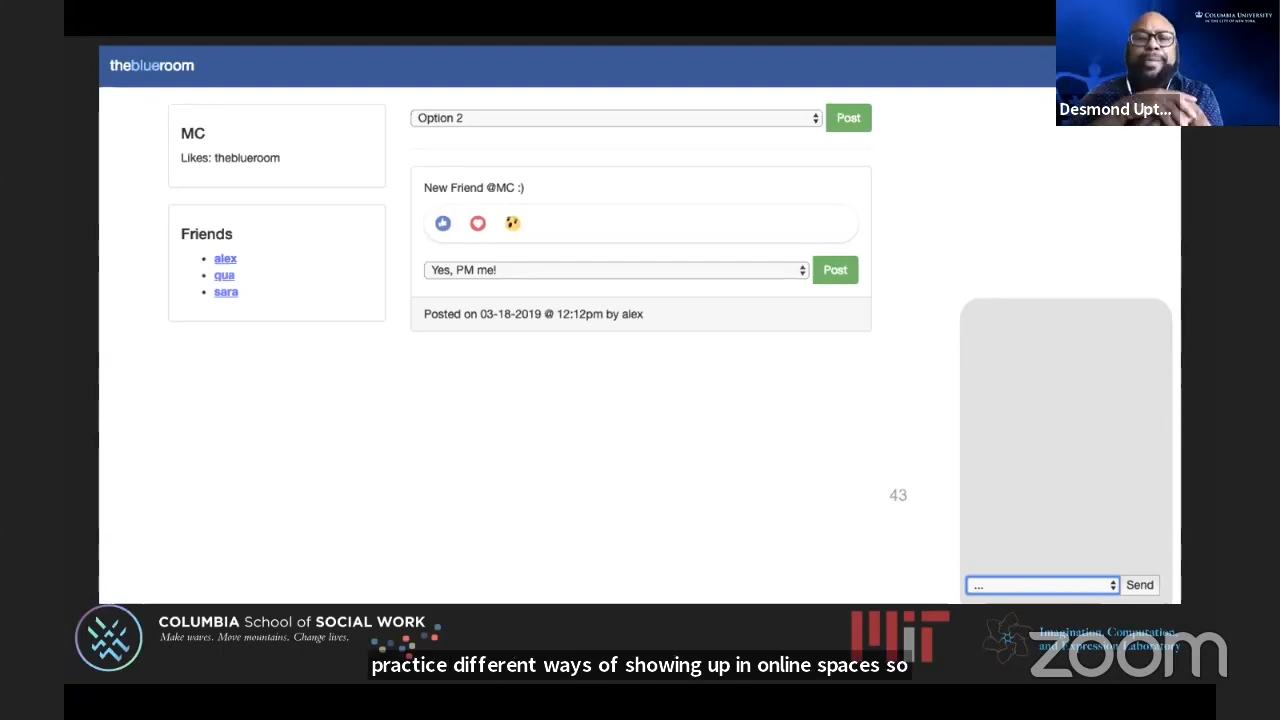 COLUMBIA UNIVERSITY
IN THE CITY OF NEW YORK
Desmond Upt...
theblueroom
MC
Likes: theblueroom
Option 2
Post
New Friend @MC :)
Friends
alex
qua
sara
Yes, PM me!
Post
Posted on 03-18-2019 @ 12:12pm by alex
43
...
Send
COLUMBIA School of SOCIAL WORK
Make waves. Move mountains. Change lives.
MIT
Imagination, Computation,
and Expression Laboratory
zoom
practice different ways of showing up in online spaces so